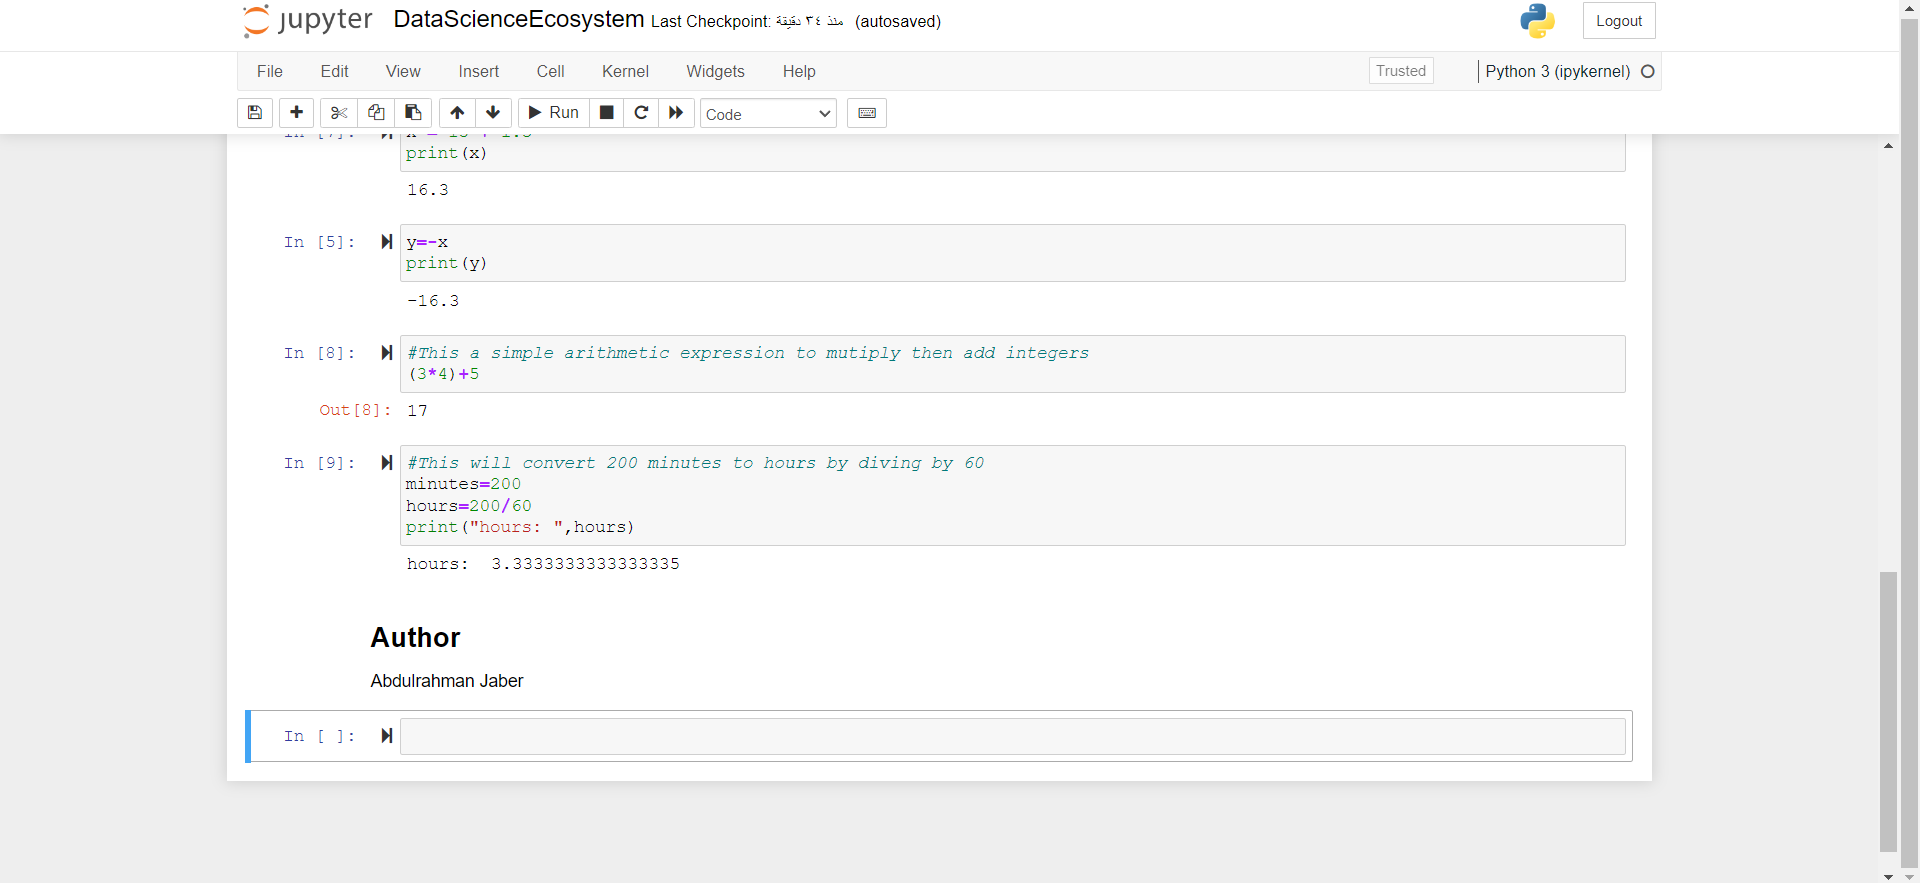 jupyter DataScienceEcosystem Last Checkpoint: منذ ٣٤ دقيقة (autosaved)
Logout
File Edit View Insert Cell Kernel Widgets Help
Trusted
Python 3 (ipykernel)
Run
Code
print(x)
16.3
In [5]:
y=-x
print(y)
-16.3
In [8]:
#This a simple arithmetic expression to mutiply then add integers
(3*4)+5
Out[8]: 17
In [9]:
#This will convert 200 minutes to hours by diving by 60
minutes=200
hours=200/60
print("hours: ",hours)
hours:  3.3333333333333335
Author
Abdulrahman Jaber
In [ ]: